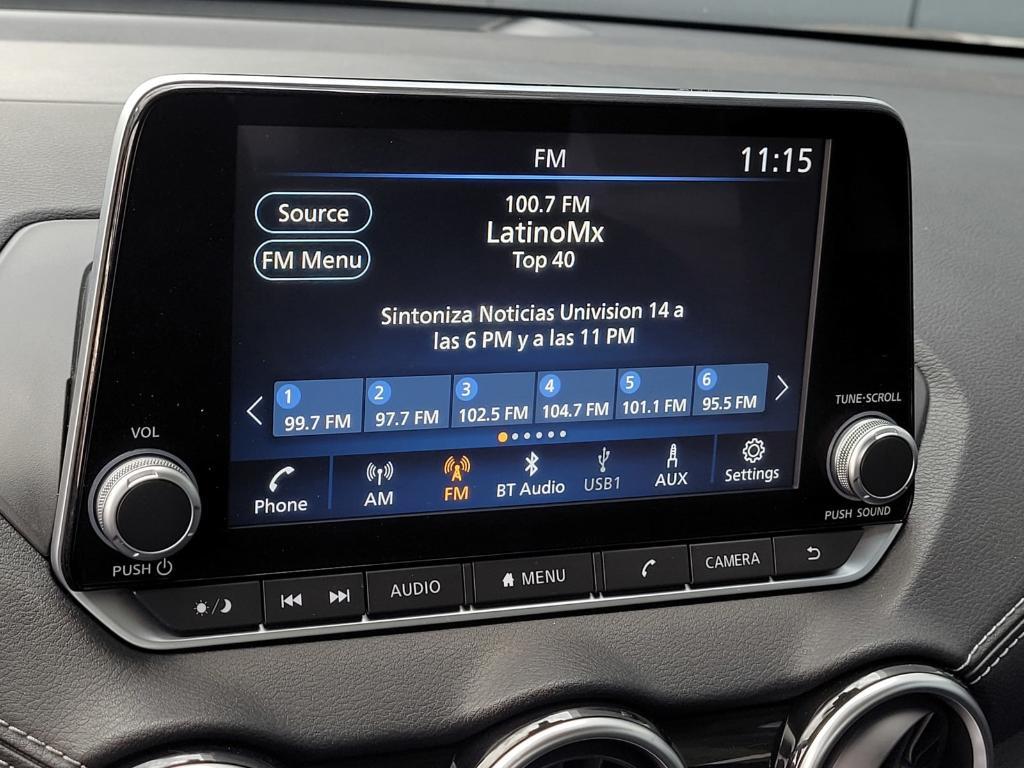 FM
11:15
Source
100.7 FM
LatinoMx
FM Menu
Top 40
Sintoniza Noticias Univision 14 a
las 6 PM y a las 11 PM
1 2 3 4 5 6
99.7 FM 97.7 FM 102.5 FM 104.7 FM 101.1 FM 95.5 FM
Phone AM FM BT Audio USB1 AUX Settings
VOL
PUSH
TUNE·SCROLL
PUSH SOUND
AUDIO MENU CAMERA